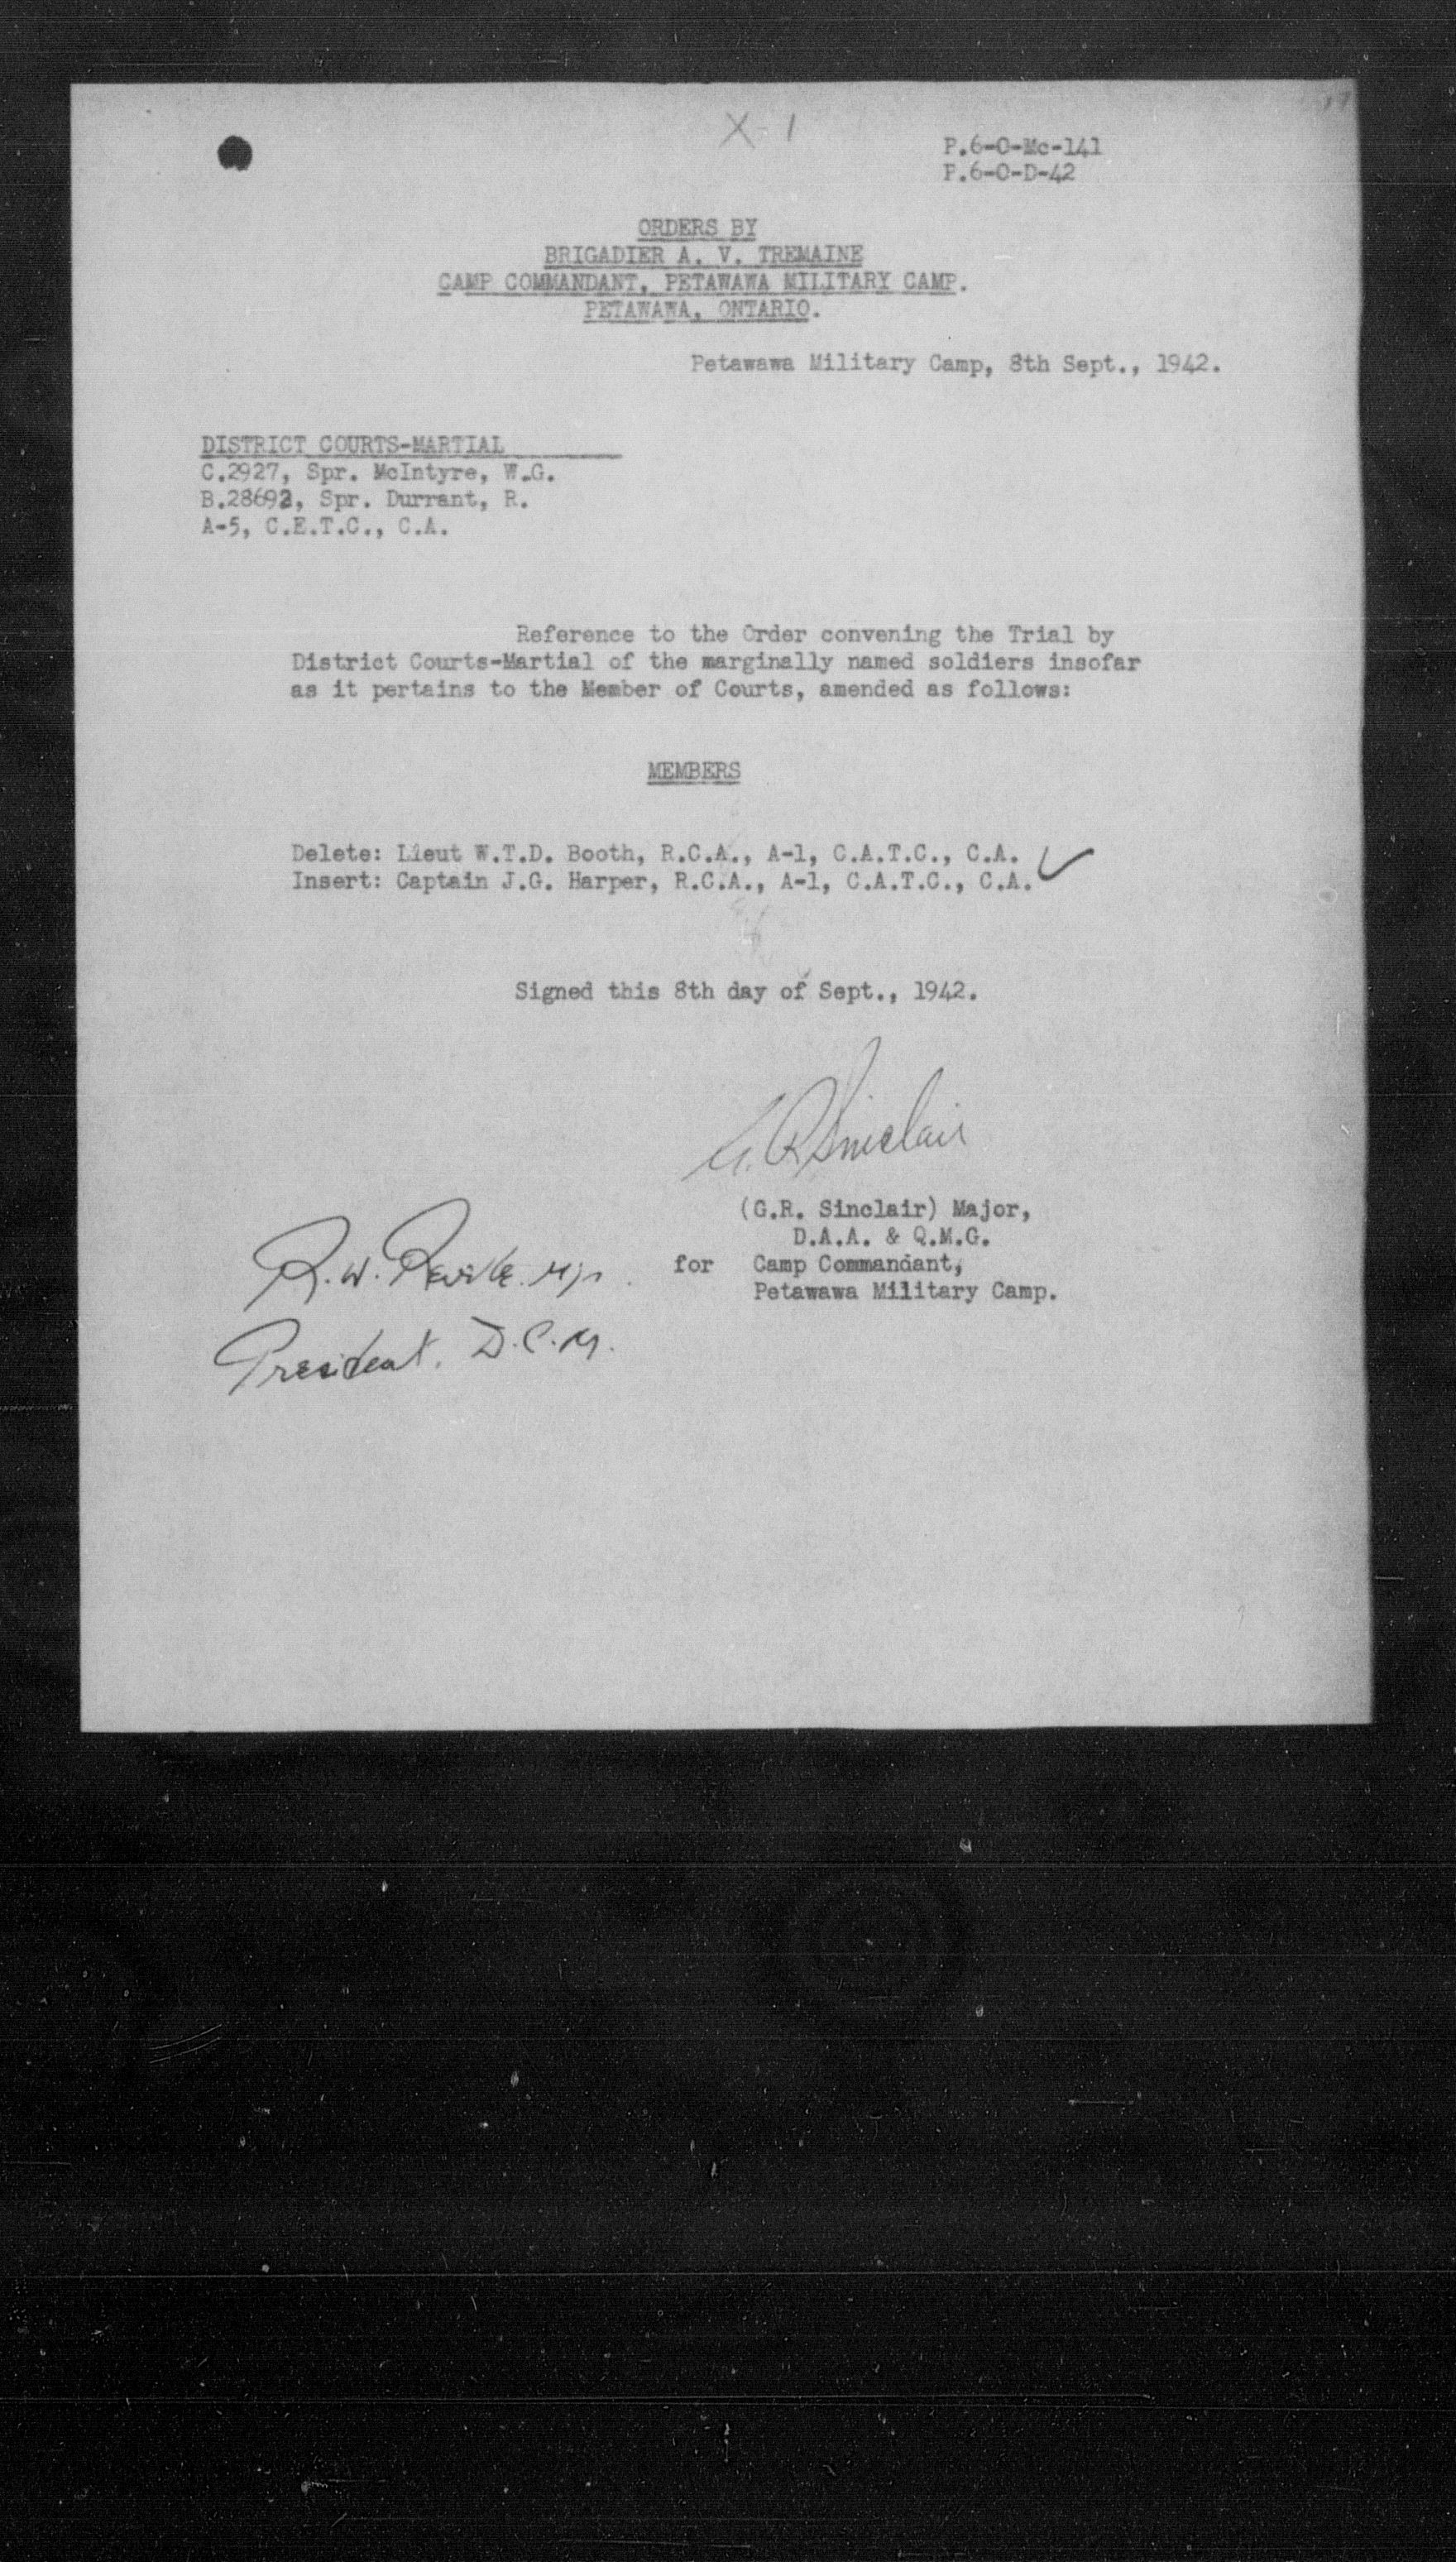 X-1
P.6-O-Mc-141
P.6-O-D-42
ORDERS BY
BRIGADIER A. V. TREMAINE
CAMP COMMANDANT, PETAWAWA MILITARY CAMP.
PETAWAWA, ONTARIO.
Petawawa Military Camp, 8th Sept., 1942.
DISTRICT COURTS-MARTIAL
C.2927, Spr. McIntyre, W.G.
B.28692, Spr. Durrant, R.
A-5, C.E.T.C., C.A.
Reference to the Order convening the Trial by
District Courts-Martial of the marginally named soldiers insofar
as it pertains to the Member of Courts, amended as follows:
MEMBERS
Delete: Lieut W.T.D. Booth, R.C.A., A-1, C.A.T.C., C.A.
Insert: Captain J.G. Harper, R.C.A., A-1, C.A.T.C., C.A.
Signed this 8th day of Sept., 1942.
G. R Sinclair
(G.R. Sinclair) Major,
D.A.A. & Q.M.G.
for Camp Commandant,
Petawawa Military Camp.
R. W.
President. D.C.M.